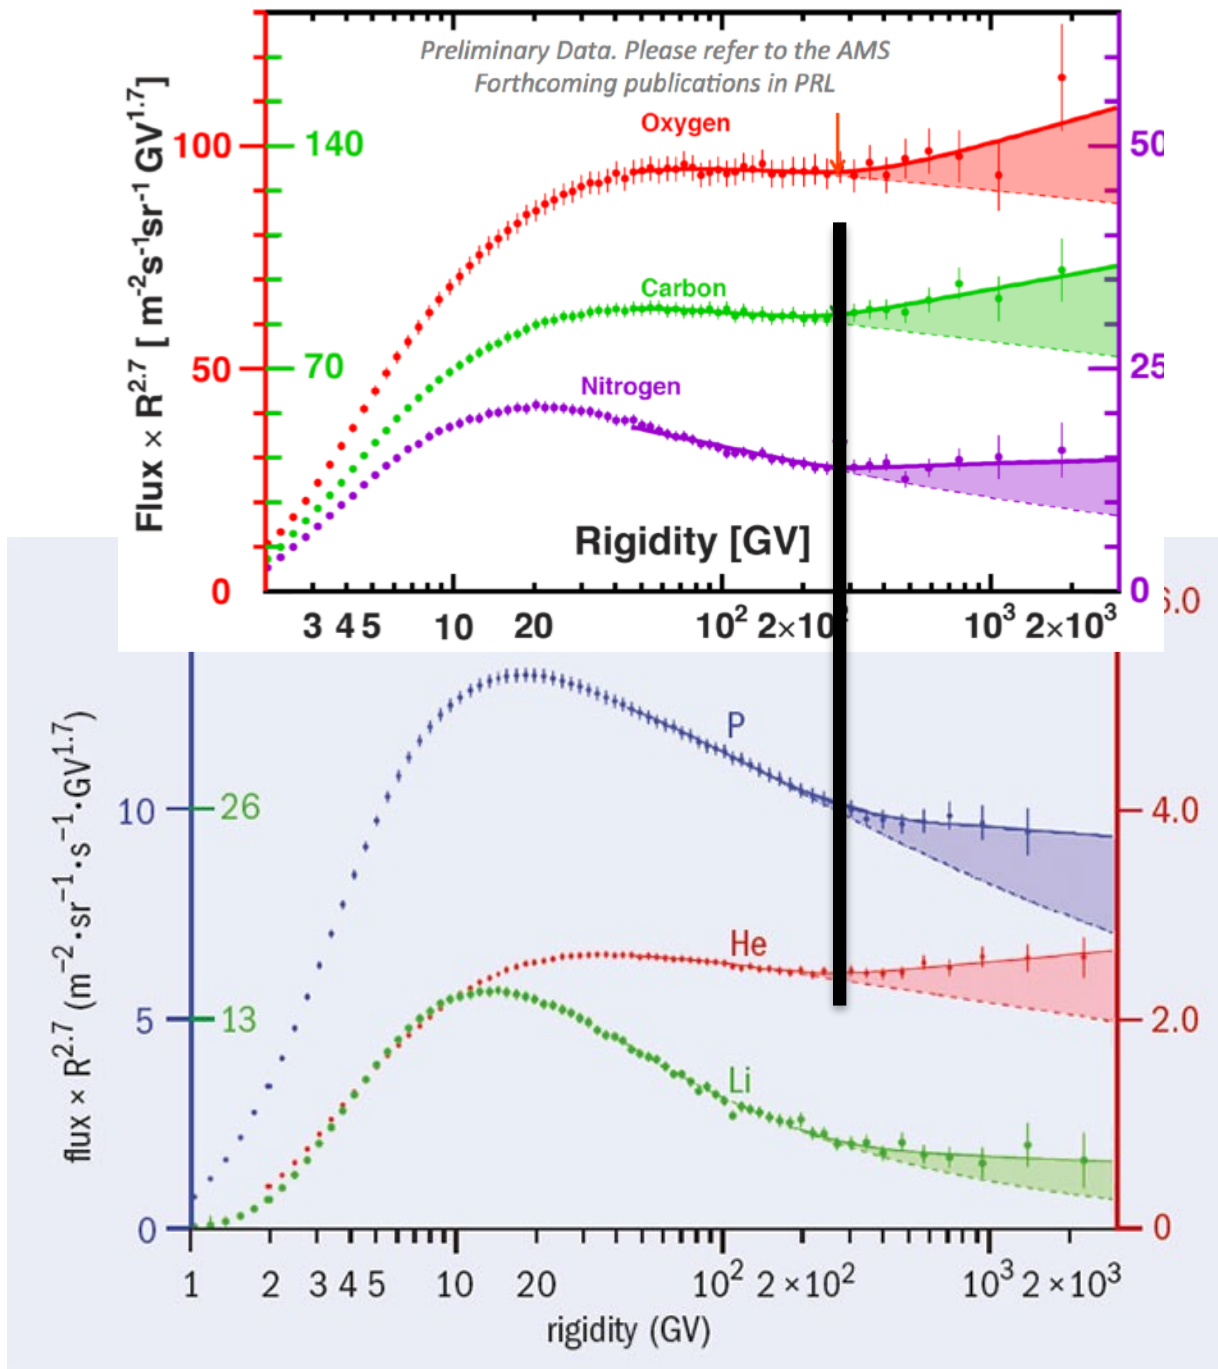 Preliminary Data. Please refer to the AMS
Forthcoming publications in PRL
Flux × R^2.7 [ m^-2s^-1sr^-1GV^1.7]
100
140
50
Oxygen
Carbon
50
70
25
Nitrogen
Rigidity [GV]
0
0
3 4 5 10 20 10^2 2×10^2 10^3 2×10^3
6.0
flux × R^2.7 (m^-2·sr^-1·s^-1·GV^1.7)
P
10
26
4.0
He
5
13
2.0
Li
0
0
1 2 3 4 5 10 20 10^2 2×10^2 10^3 2×10^3
rigidity (GV)